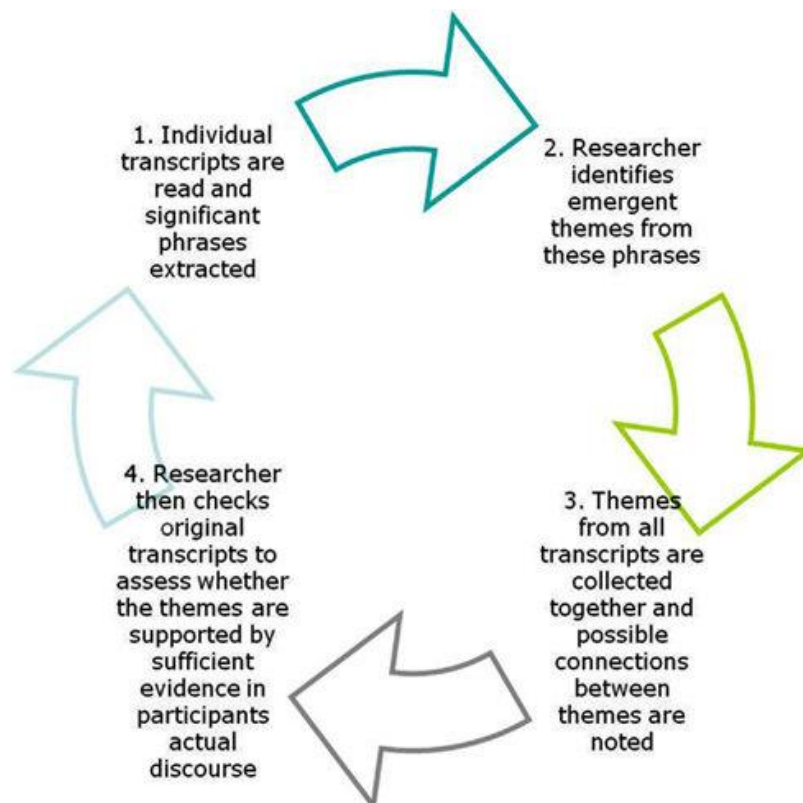 1. Individual
transcripts are
read and
significant
phrases
extracted
2. Researcher
identifies
emergent
themes from
these phrases
3. Themes
from all
transcripts are
collected
together and
possible
connections
between
themes are
noted
4. Researcher
then checks
original
transcripts to
assess whether
the themes are
supported by
sufficient
evidence in
participants
actual
discourse